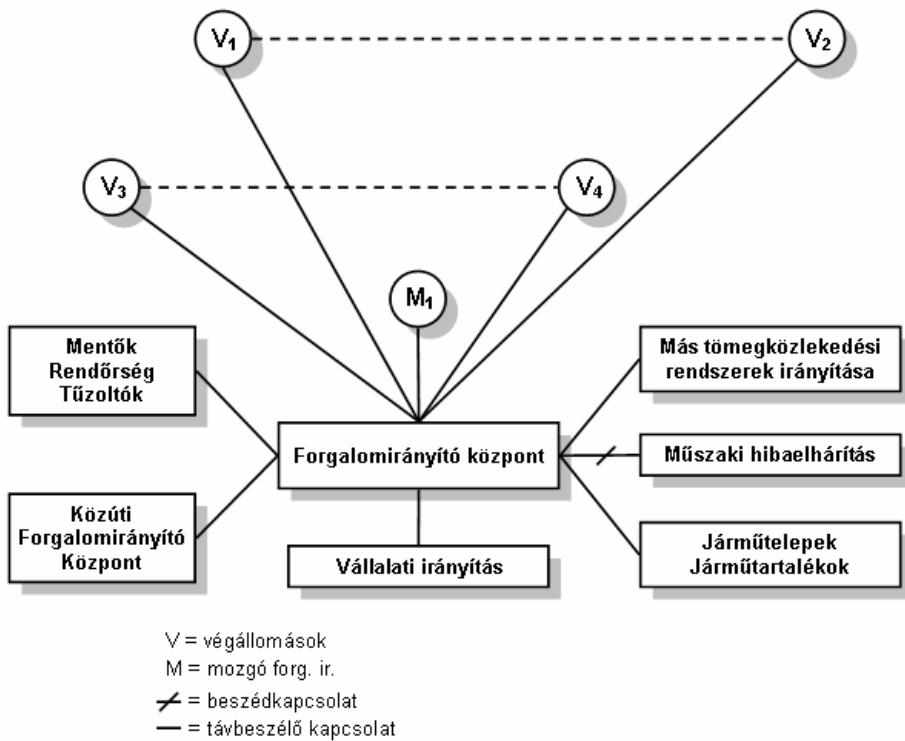 V1
V2
V3
V4
M1
Mentők
Rendőrség
Tűzoltók
Más tömegközlekedési
rendszerek irányítása
Forgalomirányító központ
Műszaki hibaelhárítás
Közúti
Forgalomirányító
Központ
Vállalati irányítás
Járműtelepek
Járműtartalékok
V = végállomások
M = mozgó forg. ir.
= beszédkapcsolat
= távbeszélő kapcsolat